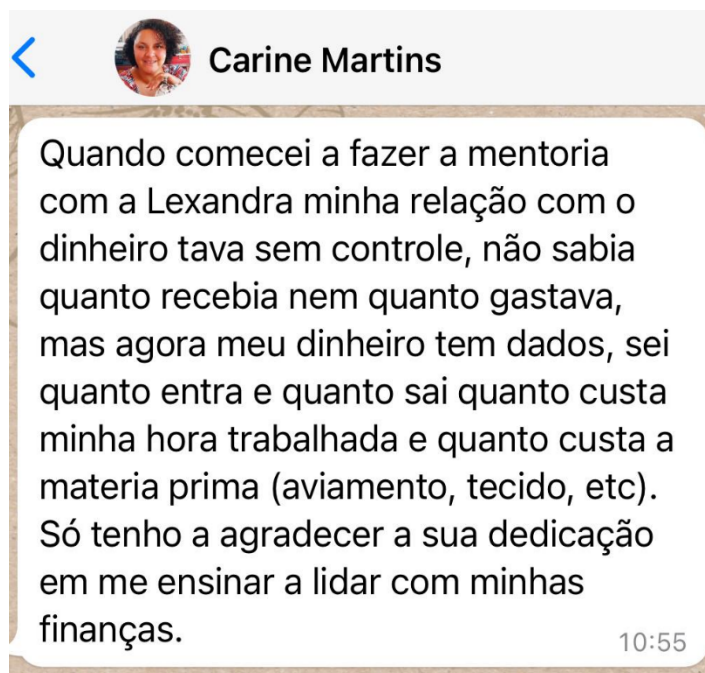 Carine Martins
Quando comecei a fazer a mentoria
com a Lexandra minha relação com o
dinheiro tava sem controle, não sabia
quanto recebia nem quanto gastava,
mas agora meu dinheiro tem dados, sei
quanto entra e quanto sai quanto custa
minha hora trabalhada e quanto custa a
materia prima (aviamento, tecido, etc).
Só tenho a agradecer a sua dedicação
em me ensinar a lidar com minhas
finanças.
10:55